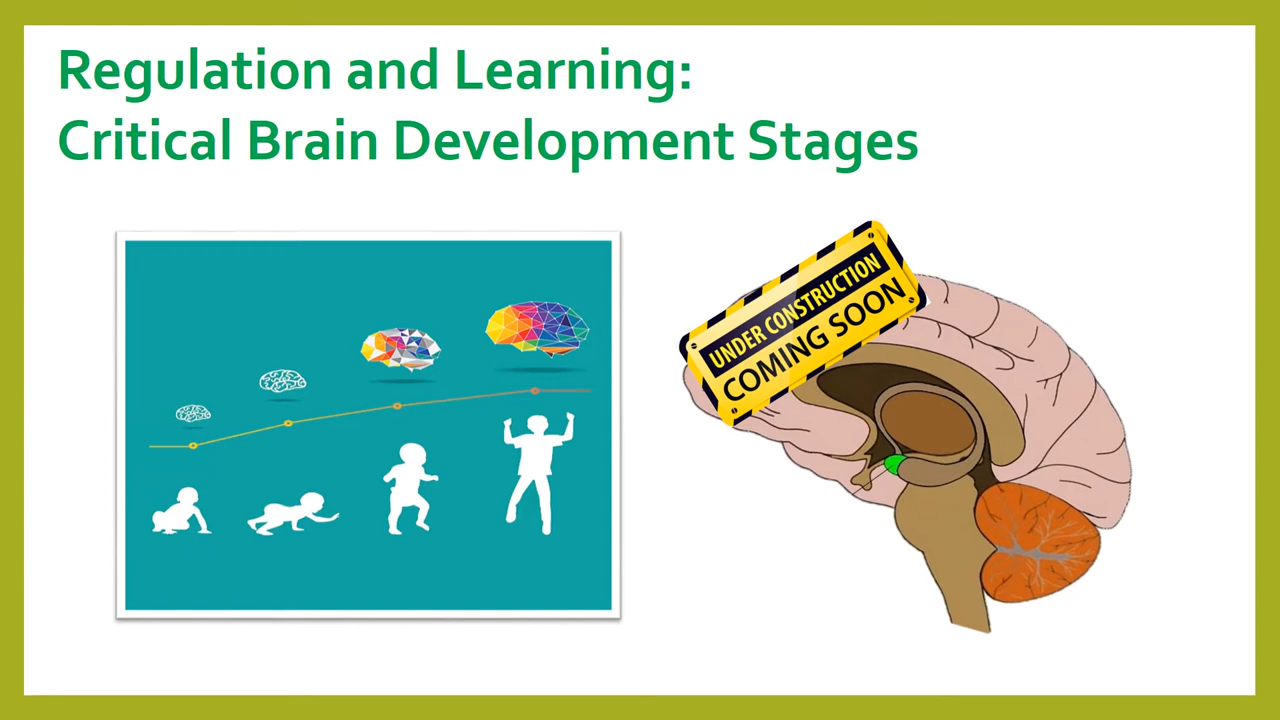 Regulation and Learning:
Critical Brain Development Stages
UNDER CONSTRUCTION
COMING SOON